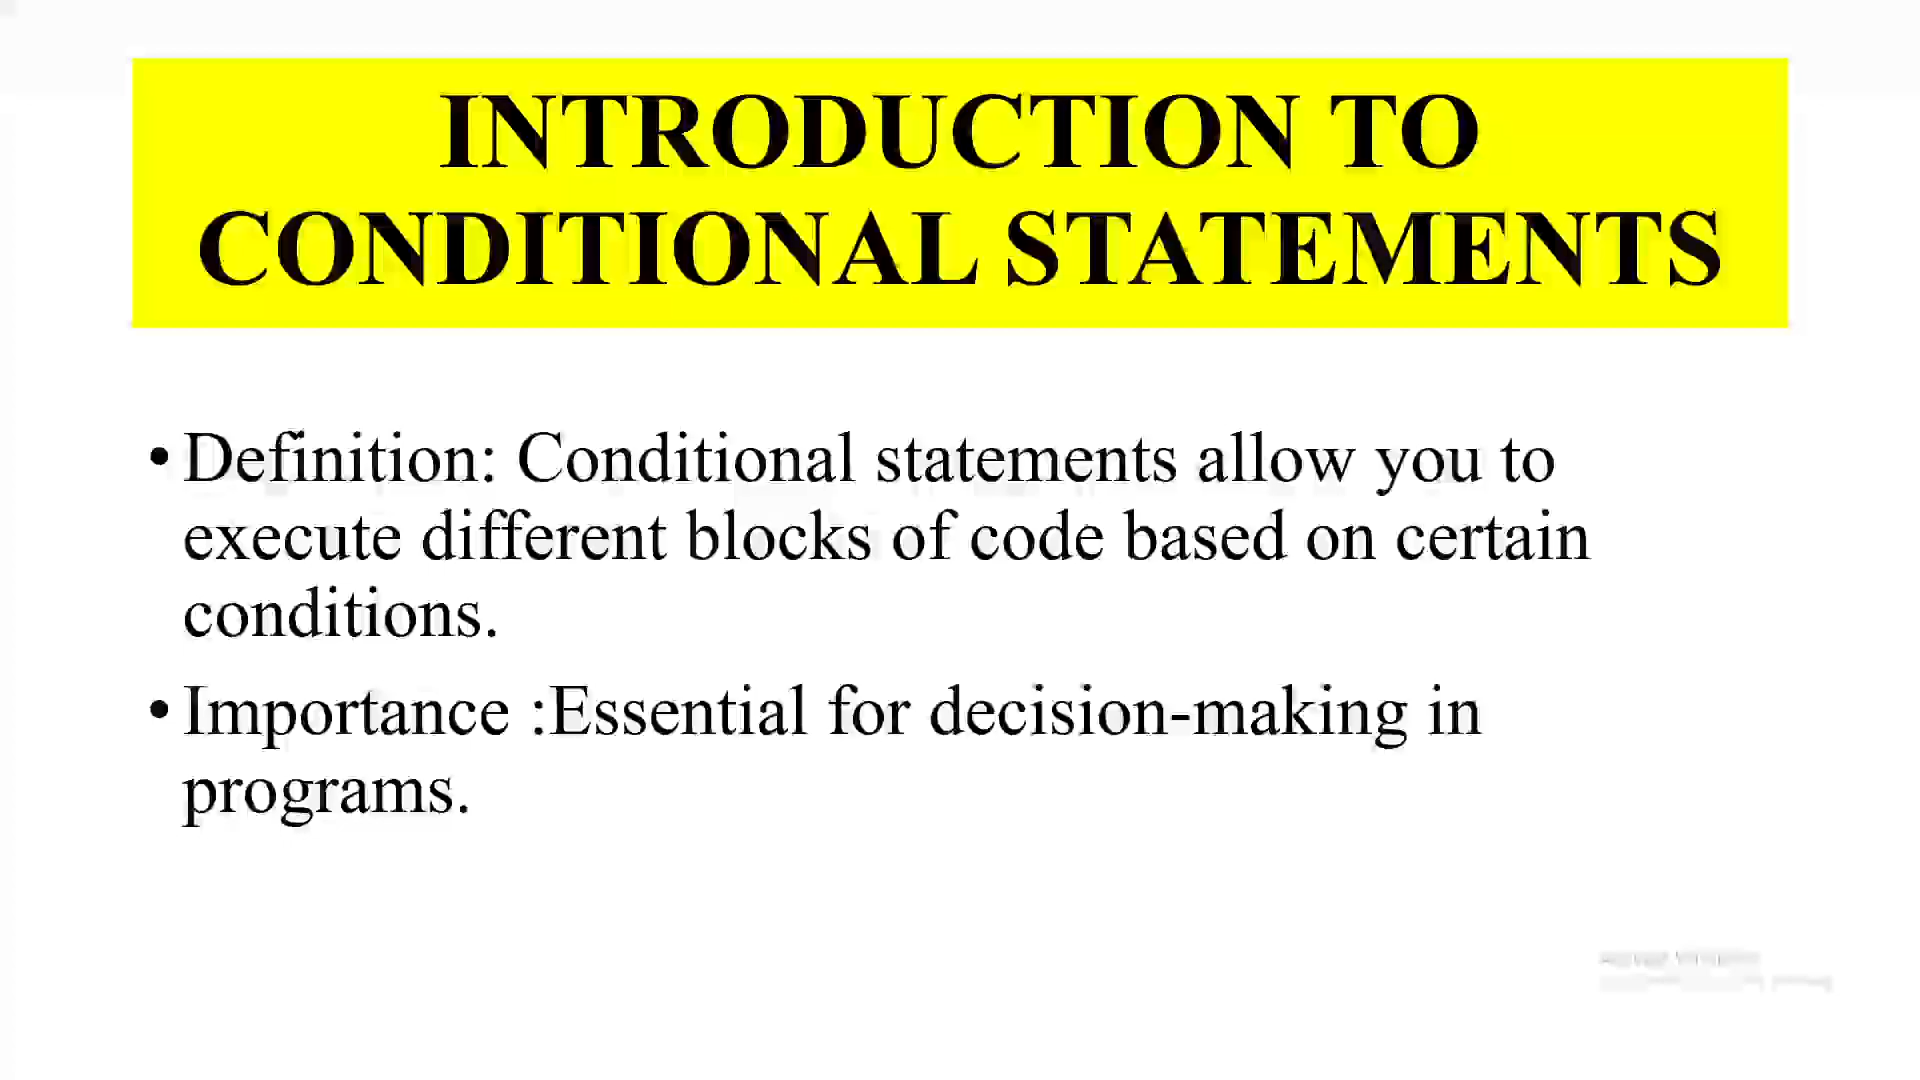 INTRODUCTION TO
CONDITIONAL STATEMENTS
• Definition: Conditional statements allow you to
execute different blocks of code based on certain
conditions.
• Importance :Essential for decision-making in
programs.